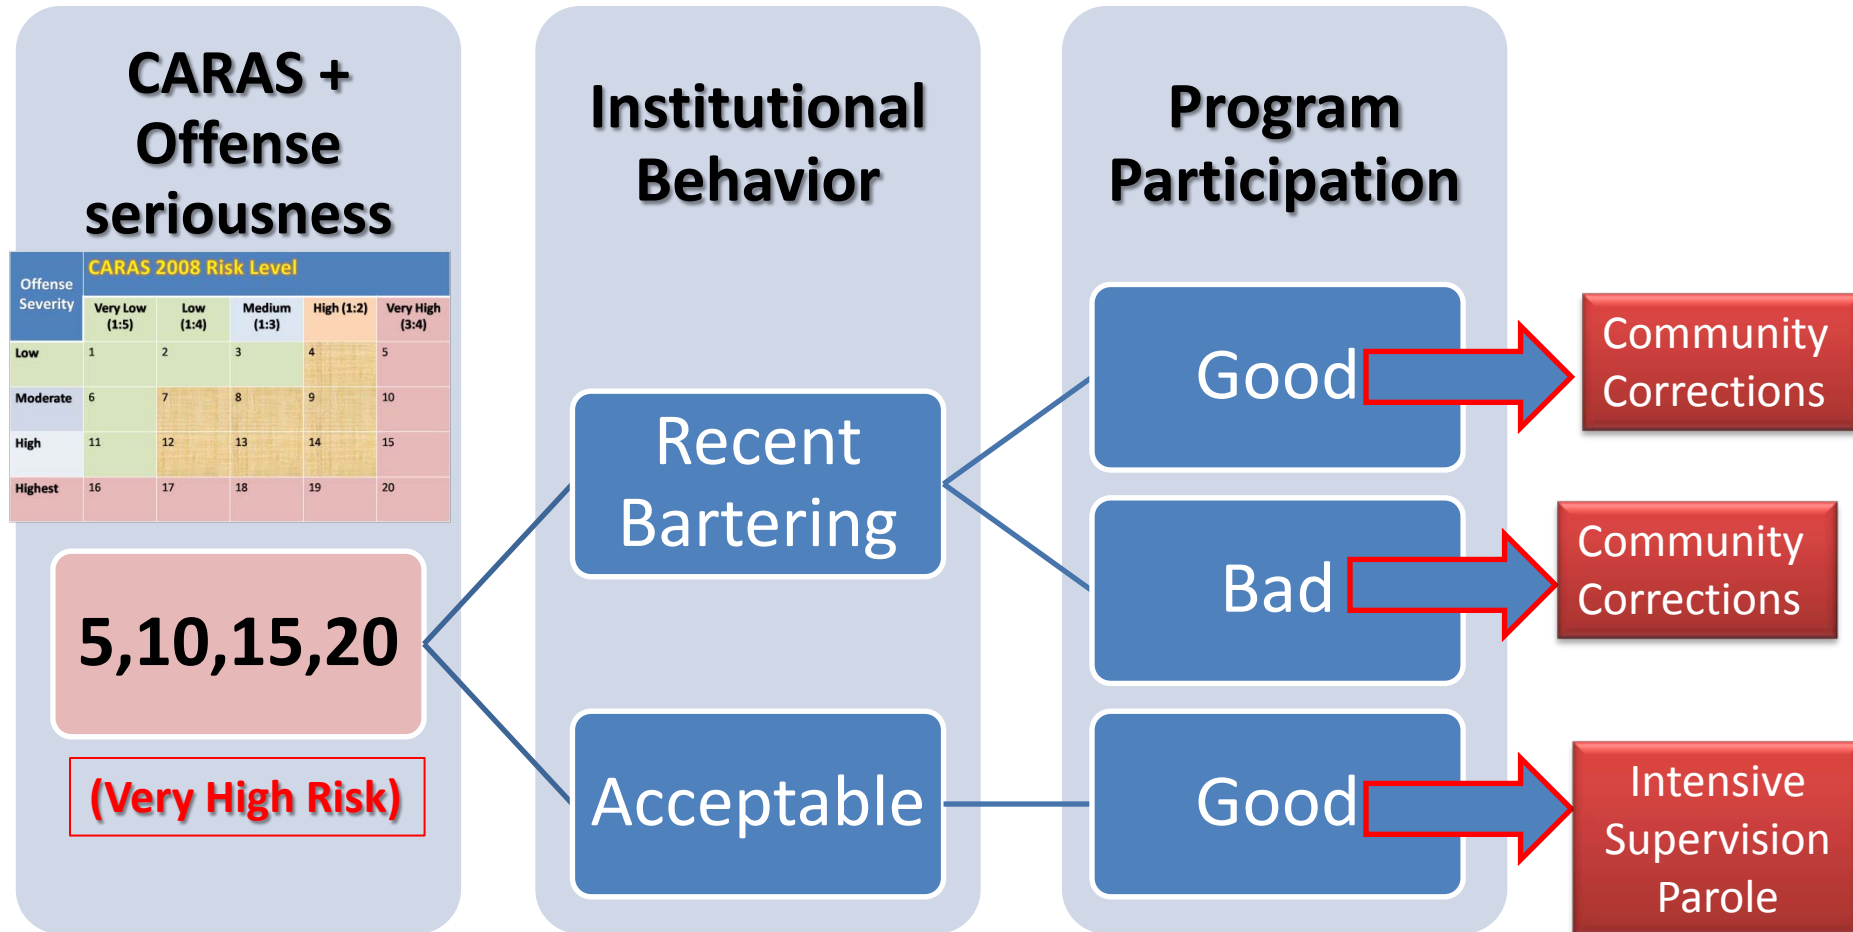 CARAS +
Offense
seriousness
Offense
Severity
CARAS 2008 Risk Level
Very Low
(1:5)
Low
(1:4)
Medium
(1:3)
High (1:2)
Very High
(3:4)
Low 1 2 3 4 5
Moderate 6 7 8 9 10
High 11 12 13 14 15
Highest 16 17 18 19 20
5,10,15,20
(Very High Risk)
Institutional
Behavior
Recent
Bartering
Acceptable
Program
Participation
Good
Bad
Good
Community
Corrections
Community
Corrections
Intensive
Supervision
Parole